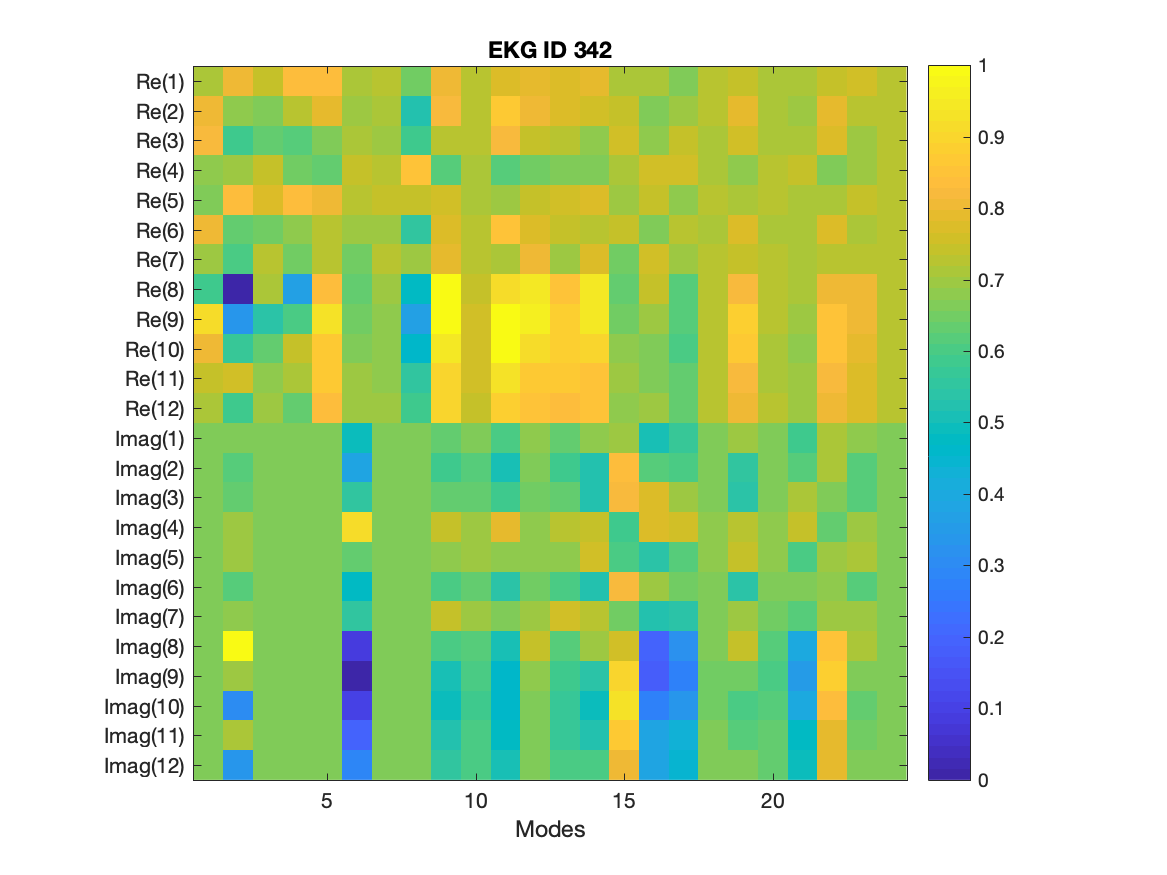 EKG ID 342
Re(1)
Re(2)
Re(3)
Re(4)
Re(5)
Re(6)
Re(7)
Re(8)
Re(9)
Re(10)
Re(11)
Re(12)
Imag(1)
Imag(2)
Imag(3)
Imag(4)
Imag(5)
Imag(6)
Imag(7)
Imag(8)
Imag(9)
Imag(10)
Imag(11)
Imag(12)
5 10 15 20
Modes
1
0.9
0.8
0.7
0.6
0.5
0.4
0.3
0.2
0.1
0